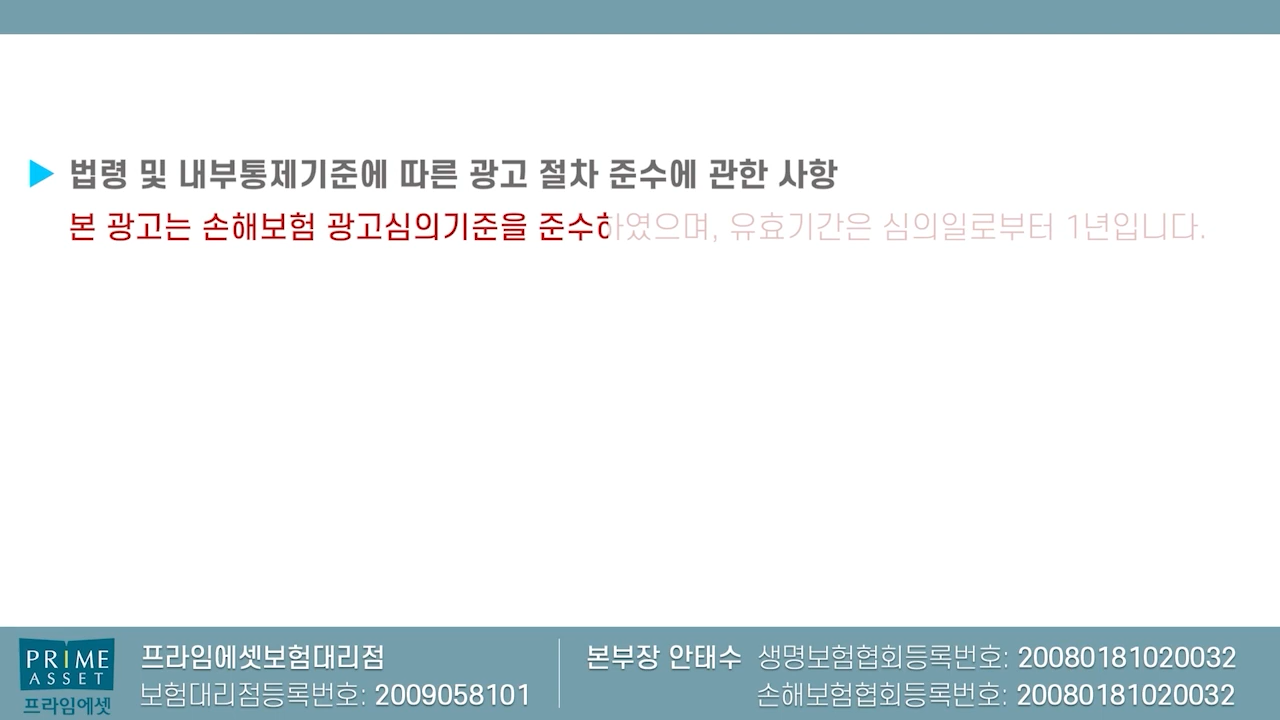 ▶ 법령 및 내부통제기준에 따른 광고 절차 준수에 관한 사항
본 광고는 손해보험 광고심의기준을 준수하였으며, 유효기간은 심의일로부터 1년입니다.
PRIME
ASSET
프라임에셋
프라임에셋보험대리점
보험대리점등록번호: 2009058101
본부장 안태수 생명보험협회등록번호: 20080181020032
손해보험협회등록번호: 20080181020032